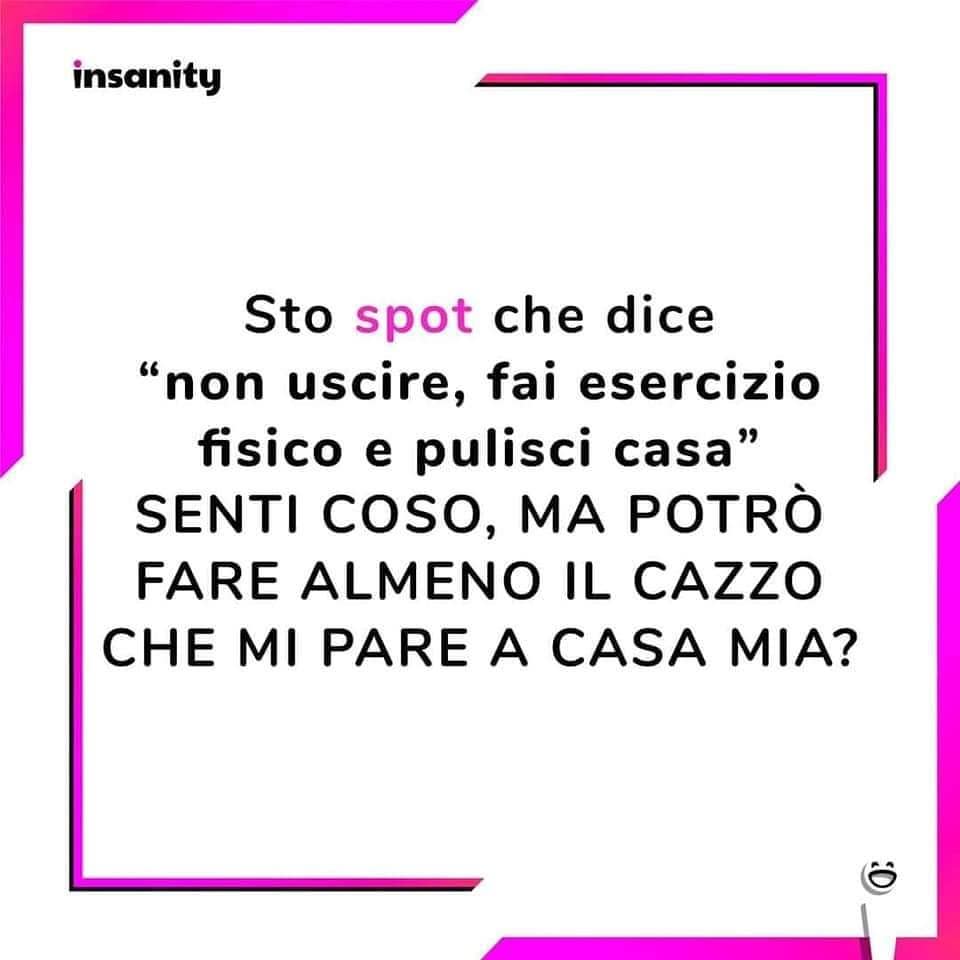 insanity
Sto spot che dice
“non uscire, fai esercizio
fisico e pulisci casa”
SENTI COSO, MA POTRÒ
FARE ALMENO IL CAZZO
CHE MI PARE A CASA MIA?